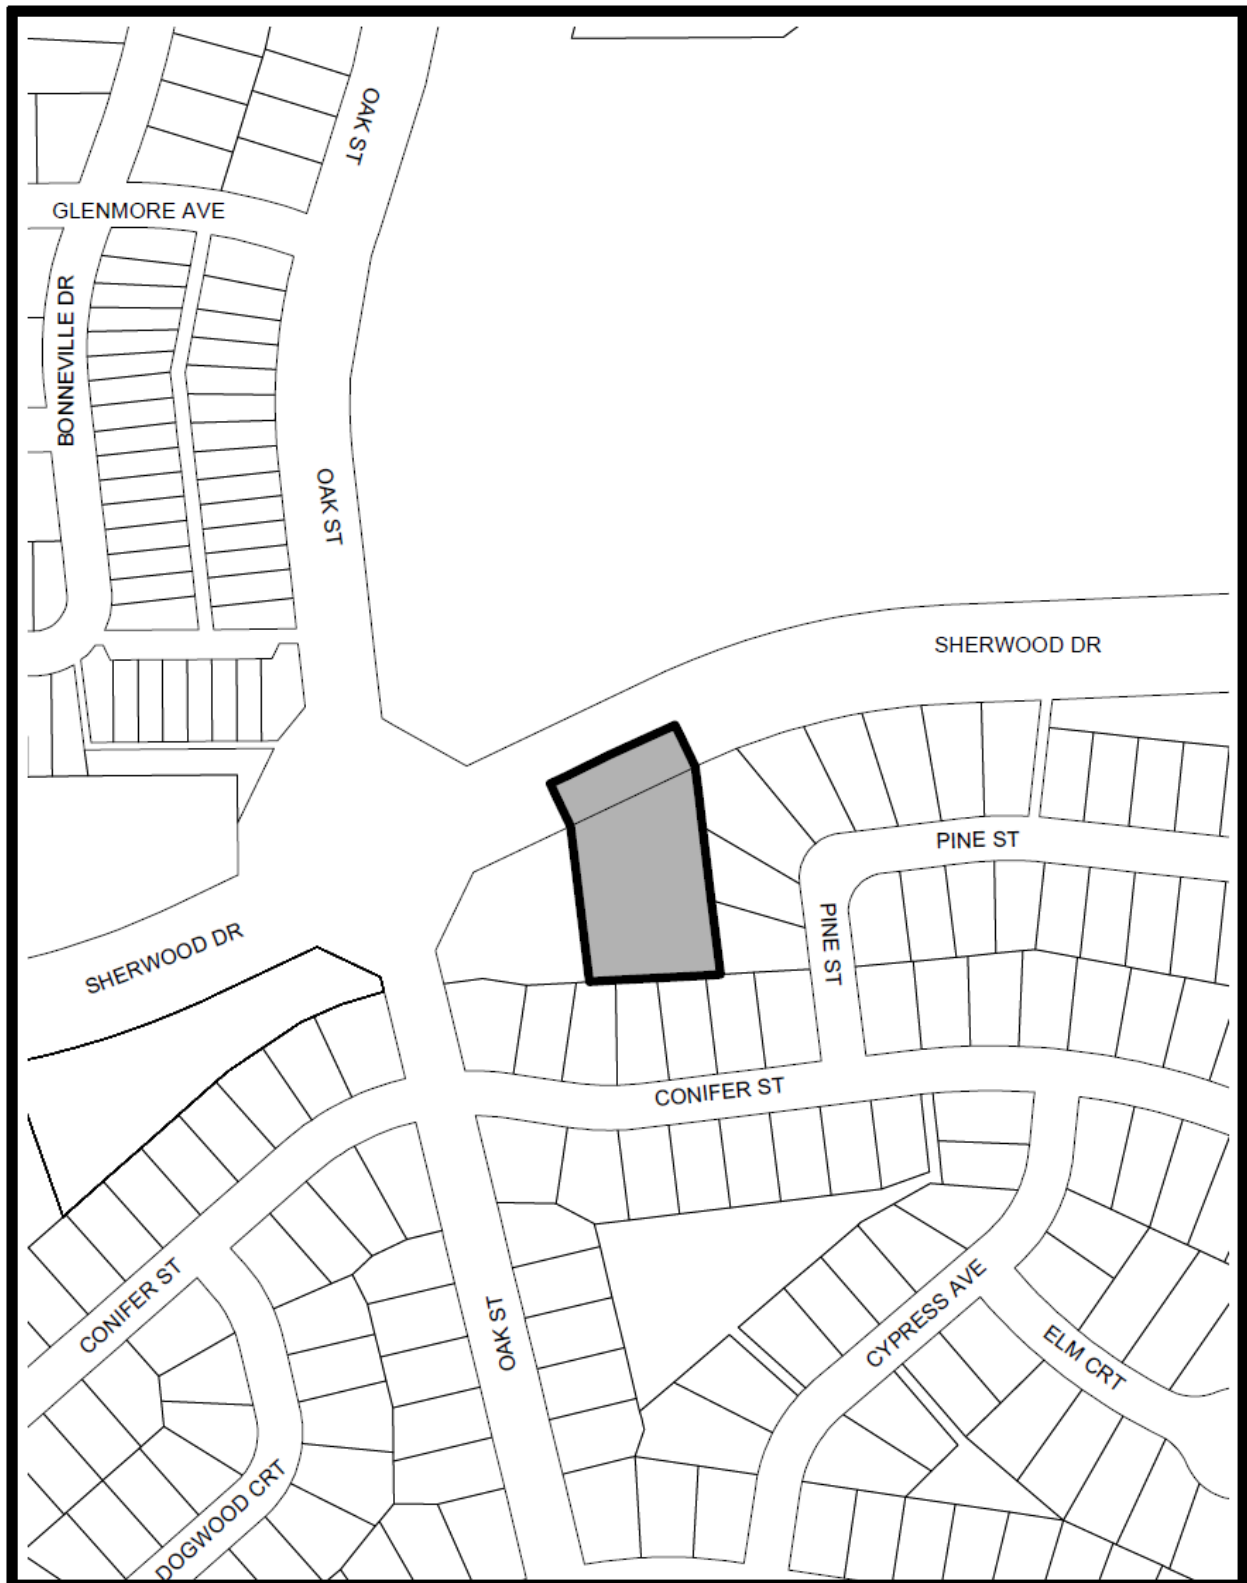 OAK ST
GLENMORE AVE
BONNEVILLE DR
OAK ST
SHERWOOD DR
PINE ST
PINE ST
SHERWOOD DR
CONIFER ST
CONIFER ST
OAK ST
CYPRESS AVE
ELM CRT
DOGWOOD CRT